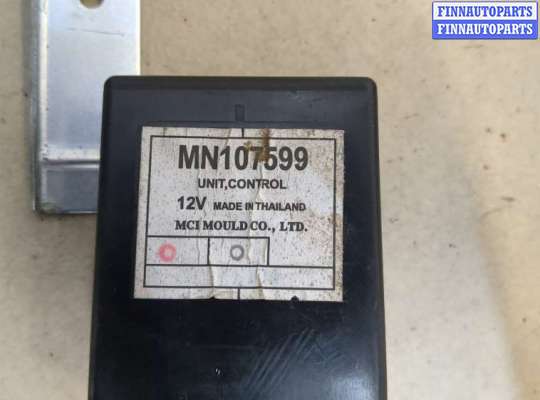 FINNAUTOPARTS
FINNAUTOPARTS
MN107599
UNIT,CONTROL
12V MADE IN THAILAND
MCI MOULD CO., LTD.